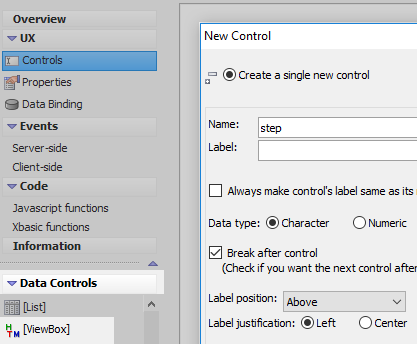 Overview
UX
Controls
Properties
Data Binding
Events
Server-side
Client-side
Code
Javascript functions
Xbasic functions
Information
Data Controls
[List]
HTM [ViewBox]
New Control
Create a single new control
Name: step
Label:
Always make control's label same as its
Data type: Character Numeric
Break after control
(Check if you want the next control after
Label position: Above
Label justification: Left Center